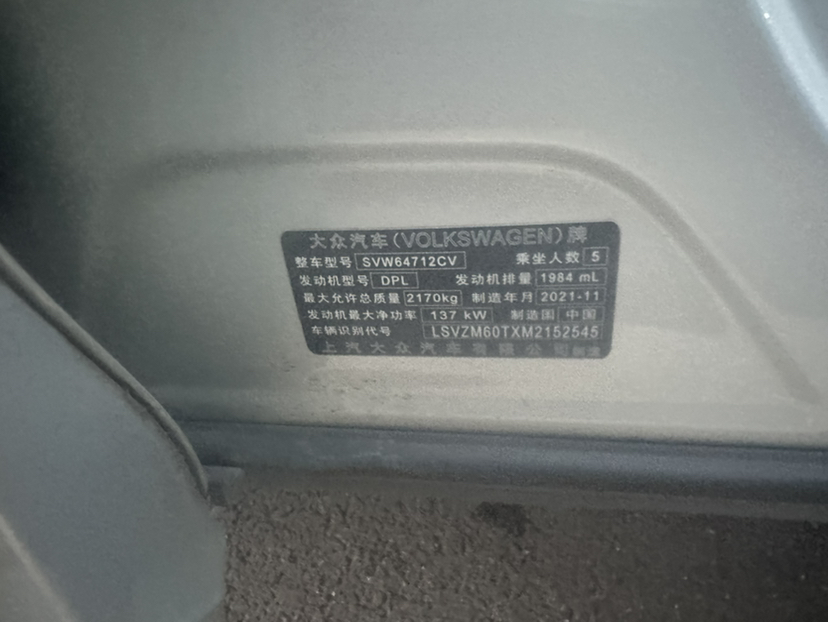 大众汽车(VOLKSWAGEN)牌
整车型号 SVW64712CV 乘坐人数 5
发动机型号 DPL 发动机排量 1984 mL
最大允许总质量 2170kg 制造年月 2021-11
发动机最大净功率 137 kW 制造国 中国
车辆识别代号 LSVZM60TXM2152545
上汽大众汽车有限公司制造